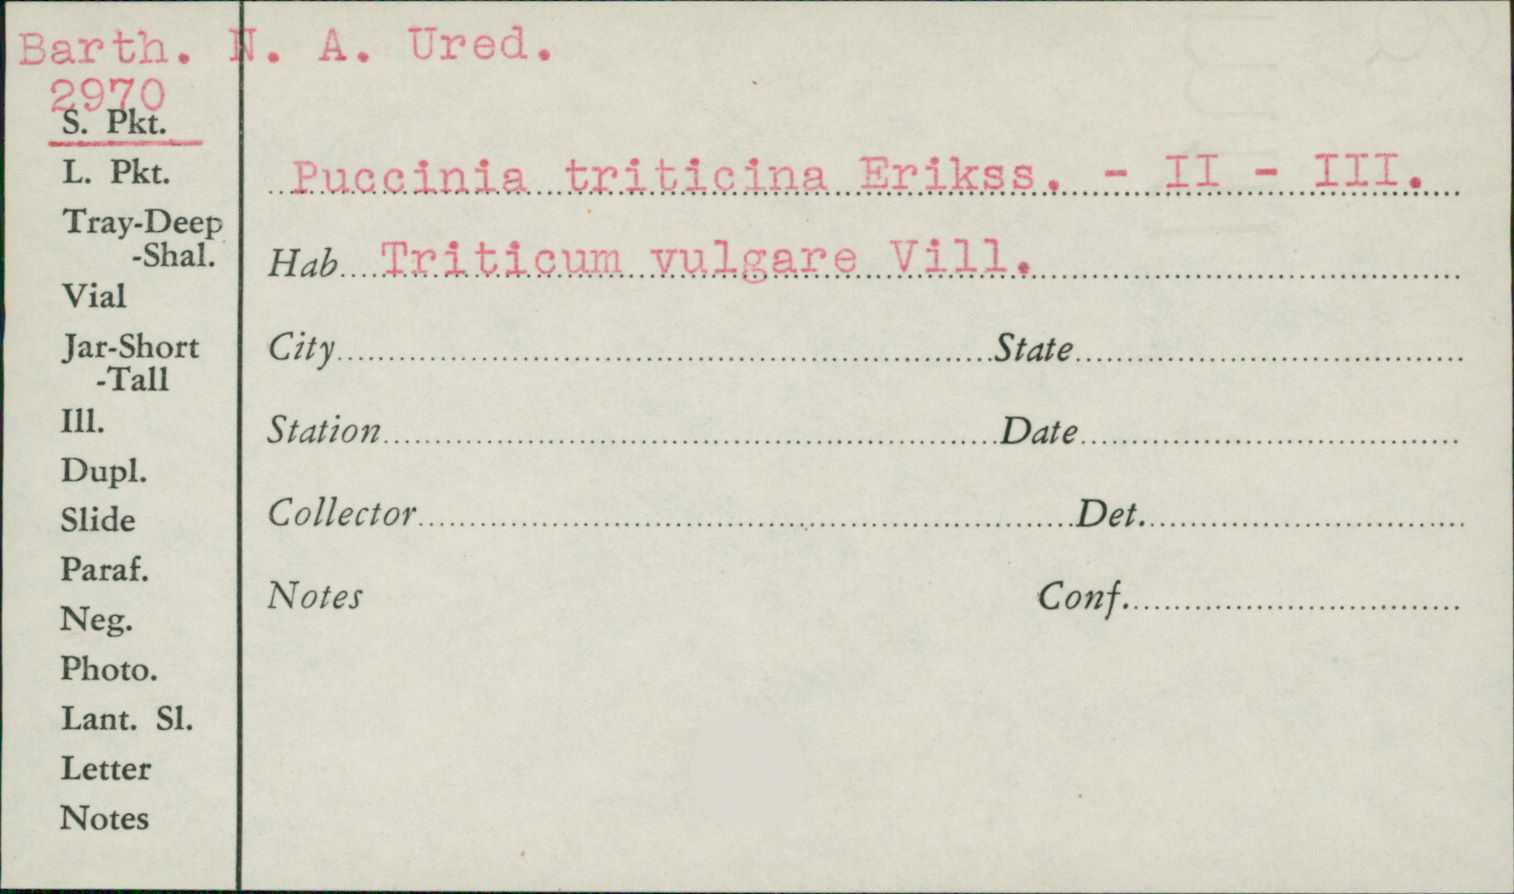 Barth. N. A. Ured.
2970
S. Pkt.
L. Pkt.
Tray-Deep
-Shal.
Vial
Jar-Short
-Tall
Ill.
Dupl.
Slide
Paraf.
Neg.
Photo.
Lant. Sl.
Letter
Notes
Puccinia triticina Erikss. - II - III.
Hab Triticum vulgare Vill.
City State
Station Date
Collector Det.
Notes Conf.